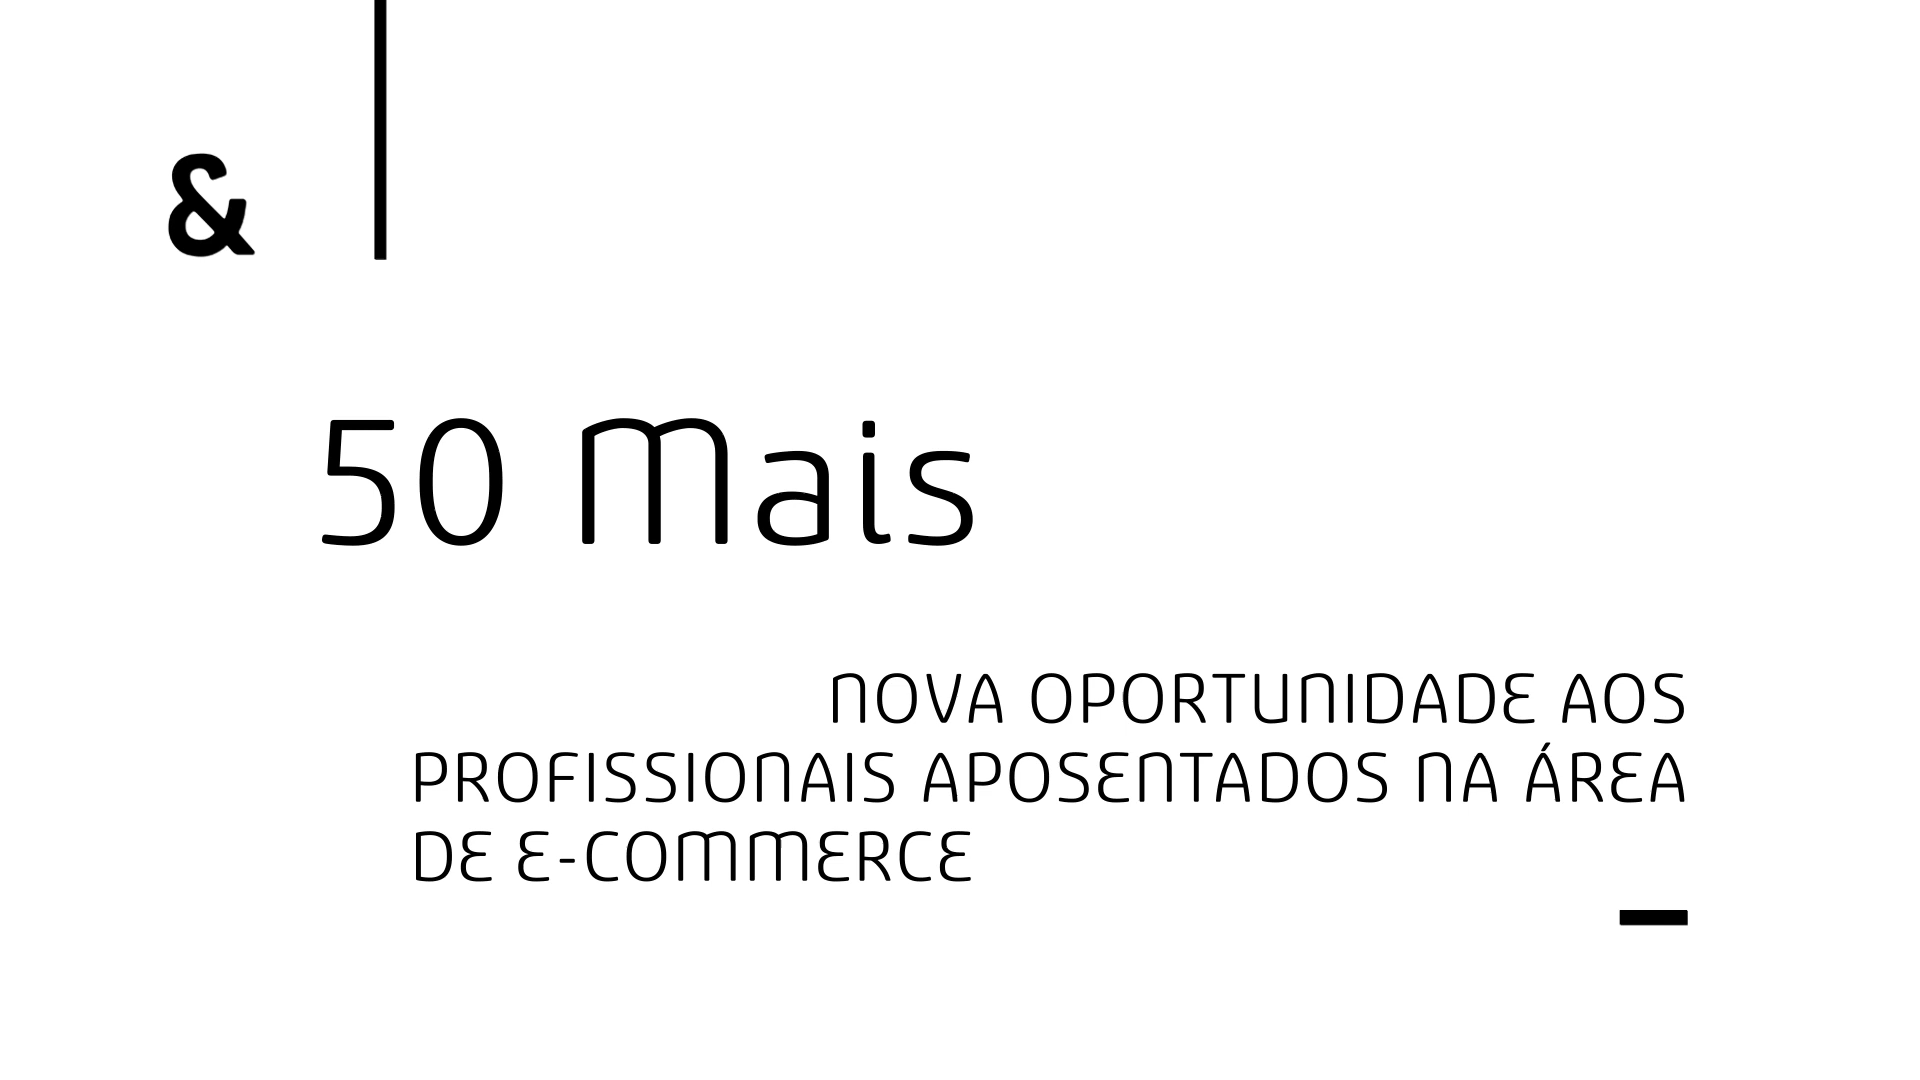 &
50 Mais
NOVA OPORTUNIDADE AOS
PROFISSIONAIS APOSENTADOS NA ÁREA
DE E-COMMERCE